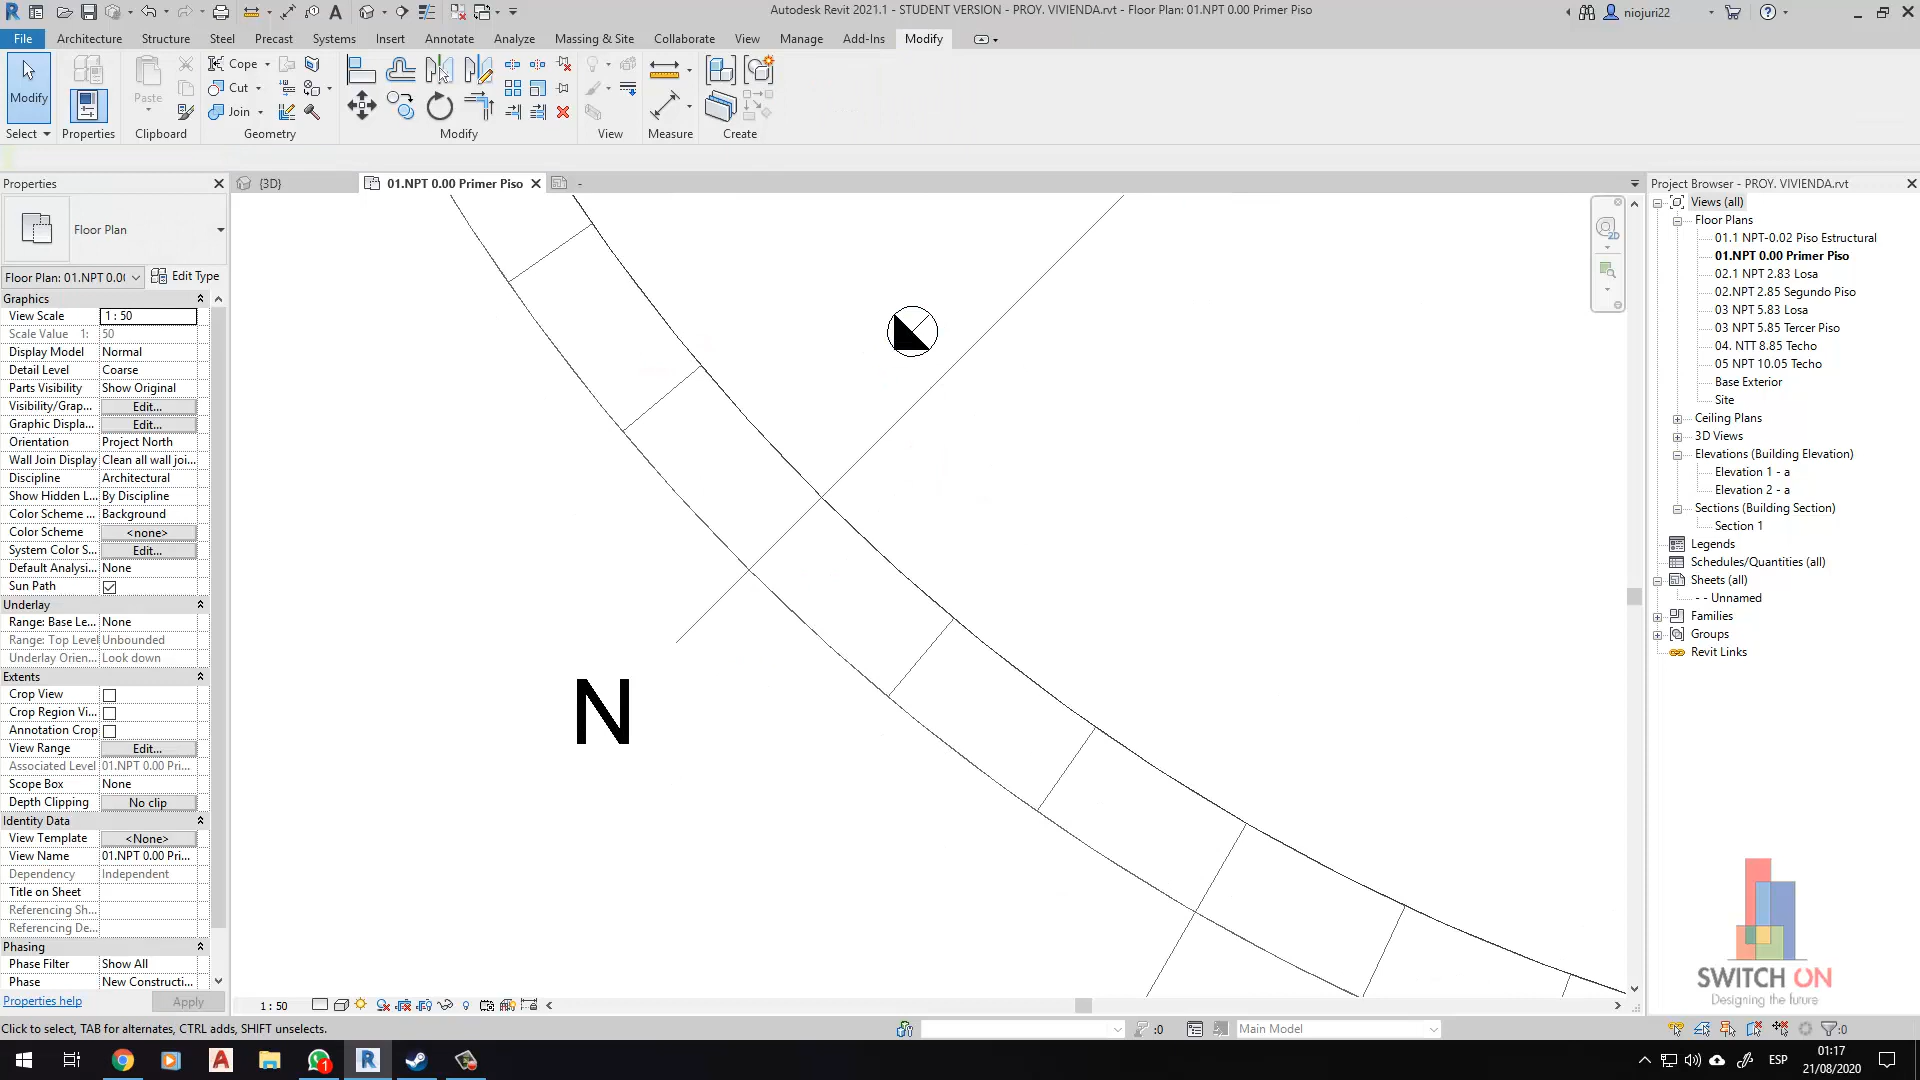 Autodesk Revit 2021.1 - STUDENT VERSION - PROY. VIVIENDA.rvt - Floor Plan: 01.NPT 0.00 Primer Piso
niojuri22
File Architecture Structure Steel Precast Systems Insert Annotate Analyze Massing & Site Collaborate View Manage Add-Ins Modify
Modify
Paste
Cope
Cut
Join
Select Properties Clipboard Geometry Modify View Measure Create
Properties
{3D}
01.NPT 0.00 Primer Piso
-
Project Browser - PROY. VIVIENDA.rvt
Floor Plan
Floor Plan: 01.NPT 0.0(
Edit Type
Graphics
View Scale 1 : 50
Scale Value 1: 50
Display Model Normal
Detail Level Coarse
Parts Visibility Show Original
Visibility/Grap... Edit...
Graphic Displa... Edit...
Orientation Project North
Wall Join Display Clean all wall joi...
Discipline Architectural
Show Hidden L... By Discipline
Color Scheme ... Background
Color Scheme <none>
System Color S... Edit...
Default Analysi... None
Sun Path
Underlay
Range: Base Le... None
Range: Top Level Unbounded
Underlay Orien... Look down
Extents
Crop View
Crop Region Vi...
Annotation Crop
View Range Edit...
Associated Level 01.NPT 0.00 Pri...
Scope Box None
Depth Clipping No clip
Identity Data
View Template <None>
View Name 01.NPT 0.00 Pri...
Dependency Independent
Title on Sheet
Referencing Sh...
Referencing De...
Phasing
Phase Filter Show All
Phase New Constructi...
Properties help
Apply
2D
N
1 : 50
Views (all)
Floor Plans
01.1 NPT-0.02 Piso Estructural
01.NPT 0.00 Primer Piso
02.1 NPT 2.83 Losa
02.NPT 2.85 Segundo Piso
03 NPT 5.83 Losa
03 NPT 5.85 Tercer Piso
04. NTT 8.85 Techo
05 NPT 10.05 Techo
Base Exterior
Site
Ceiling Plans
3D Views
Elevations (Building Elevation)
Elevation 1 - a
Elevation 2 - a
Sections (Building Section)
Section 1
Legends
Schedules/Quantities (all)
Sheets (all)
- - Unnamed
Families
Groups
Revit Links
SWITCH ON
Designing the future
Click to select, TAB for alternates, CTRL adds, SHIFT unselects.
:0
Main Model
:0
1
ESP
01:17
21/08/2020